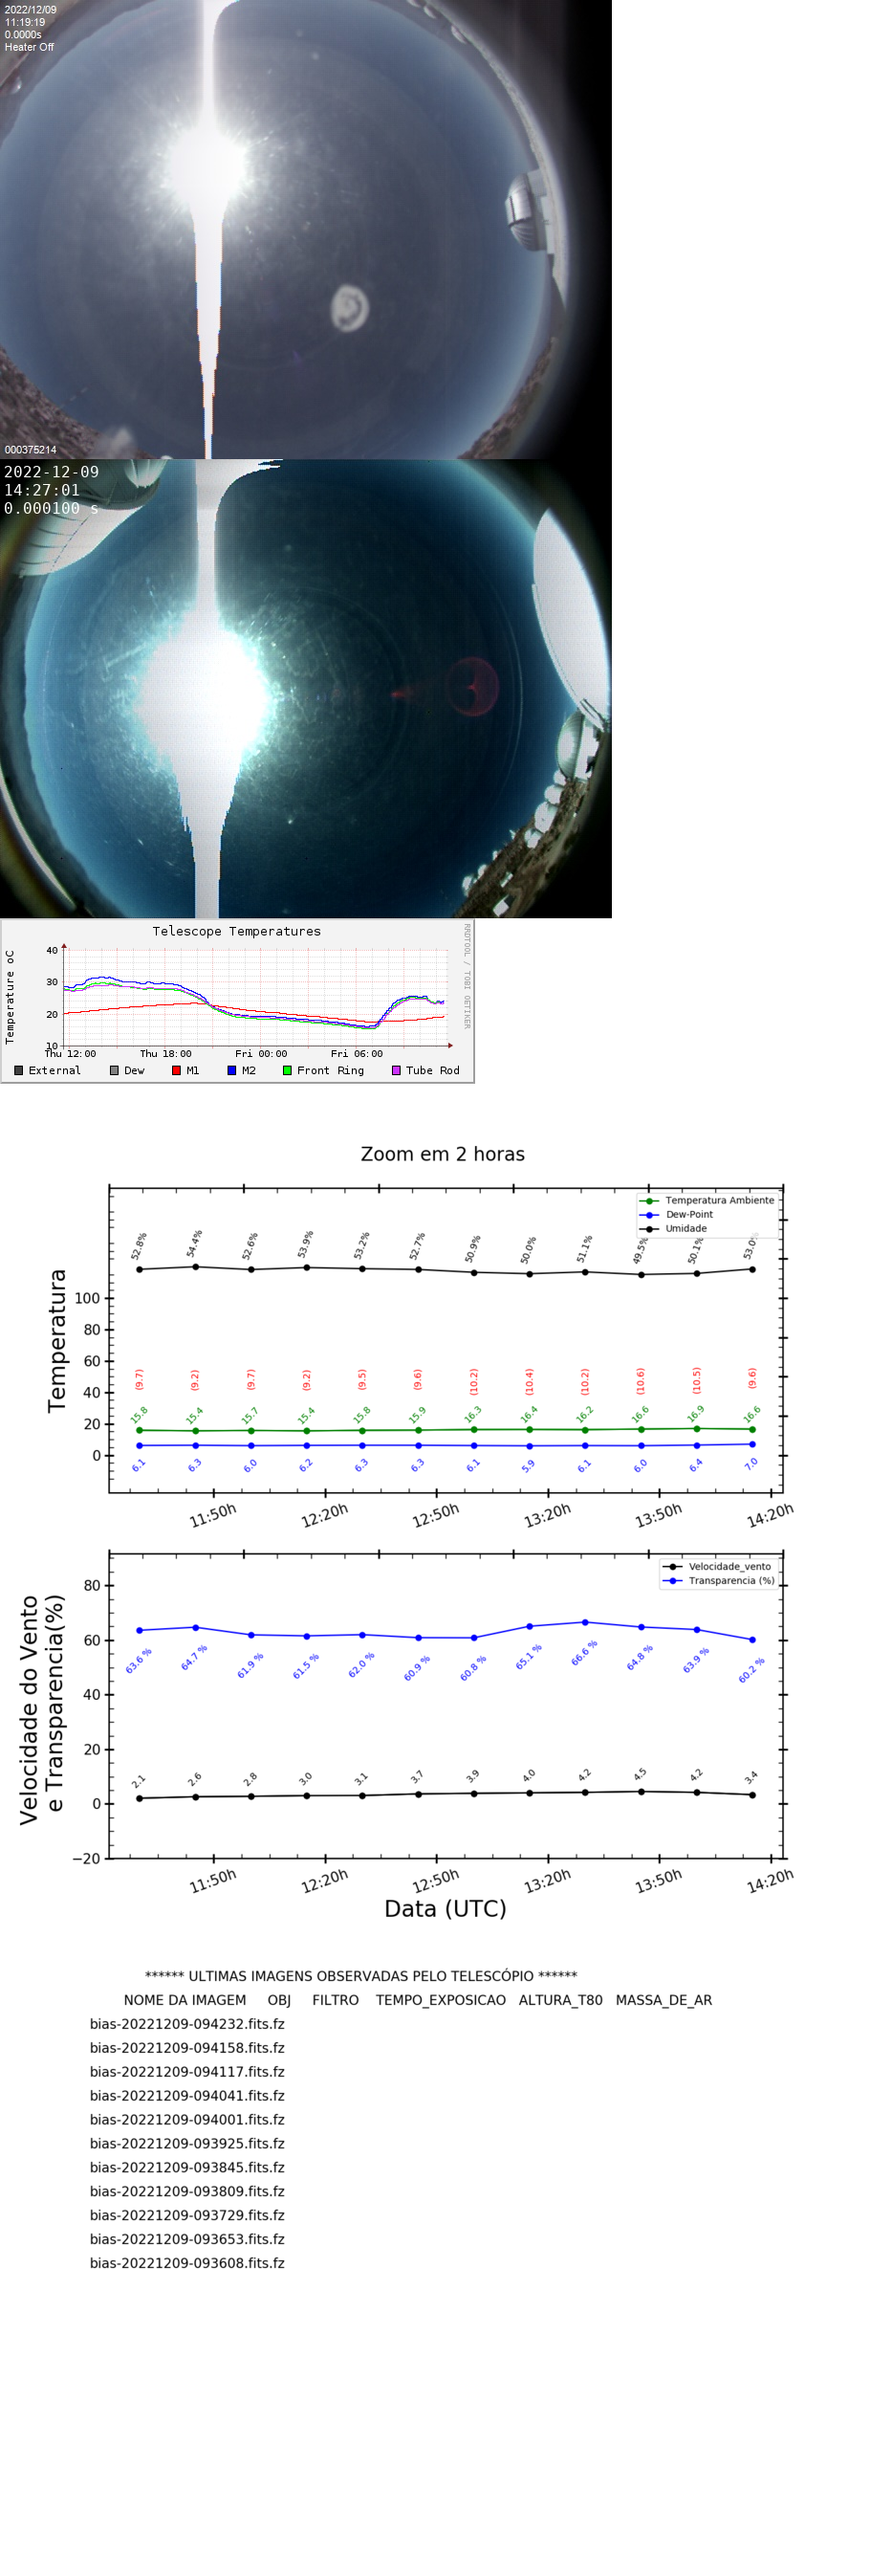 2022/12/09
11:19:19
0.0000s
Heater Off
000375214
2022-12-09
14:27:01
0.000100 s
Telescope Temperatures
RRDTOOL / TOBI OETIKER
Temperature oC
40
30
20
10
Thu 12:00 Thu 18:00 Fri 00:00 Fri 06:00
External Dew M1 M2 Front Ring Tube Rod
Zoom em 2 horas
Temperatura Ambiente
Dew-Point
Umidade
52.8% 54.4% 52.6% 53.9% 53.2% 52.7% 50.9% 50.0% 51.1% 49.5% 50.1% 53.0%
Temperatura
100
80
60
40
20
0
(9.7) (9.2) (9.7) (9.2) (9.5) (9.6) (10.2) (10.4) (10.2) (10.6) (10.5) (9.6)
15.8 15.4 15.7 15.4 15.8 15.9 16.3 16.4 16.2 16.6 16.9 16.6
6.1 6.3 6.0 6.2 6.3 6.3 6.1 5.9 6.1 6.0 6.4 7.0
11:50h 12:20h 12:50h 13:20h 13:50h 14:20h
Velocidade_vento
Transparencia (%)
Velocidade do Vento
e Transparencia(%)
80
60
40
20
0
−20
63.6 % 64.7 % 61.9 % 61.5 % 62.0 % 60.9 % 60.8 % 65.1 % 66.6 % 64.8 % 63.9 % 60.2 %
2.1 2.6 2.8 3.0 3.1 3.7 3.9 4.0 4.2 4.5 4.2 3.4
11:50h 12:20h 12:50h 13:20h 13:50h 14:20h
Data (UTC)
****** ULTIMAS IMAGENS OBSERVADAS PELO TELESCÓPIO ******
NOME DA IMAGEM OBJ FILTRO TEMPO_EXPOSICAO ALTURA_T80 MASSA_DE_AR
bias-20221209-094232.fits.fz
bias-20221209-094158.fits.fz
bias-20221209-094117.fits.fz
bias-20221209-094041.fits.fz
bias-20221209-094001.fits.fz
bias-20221209-093925.fits.fz
bias-20221209-093845.fits.fz
bias-20221209-093809.fits.fz
bias-20221209-093729.fits.fz
bias-20221209-093653.fits.fz
bias-20221209-093608.fits.fz